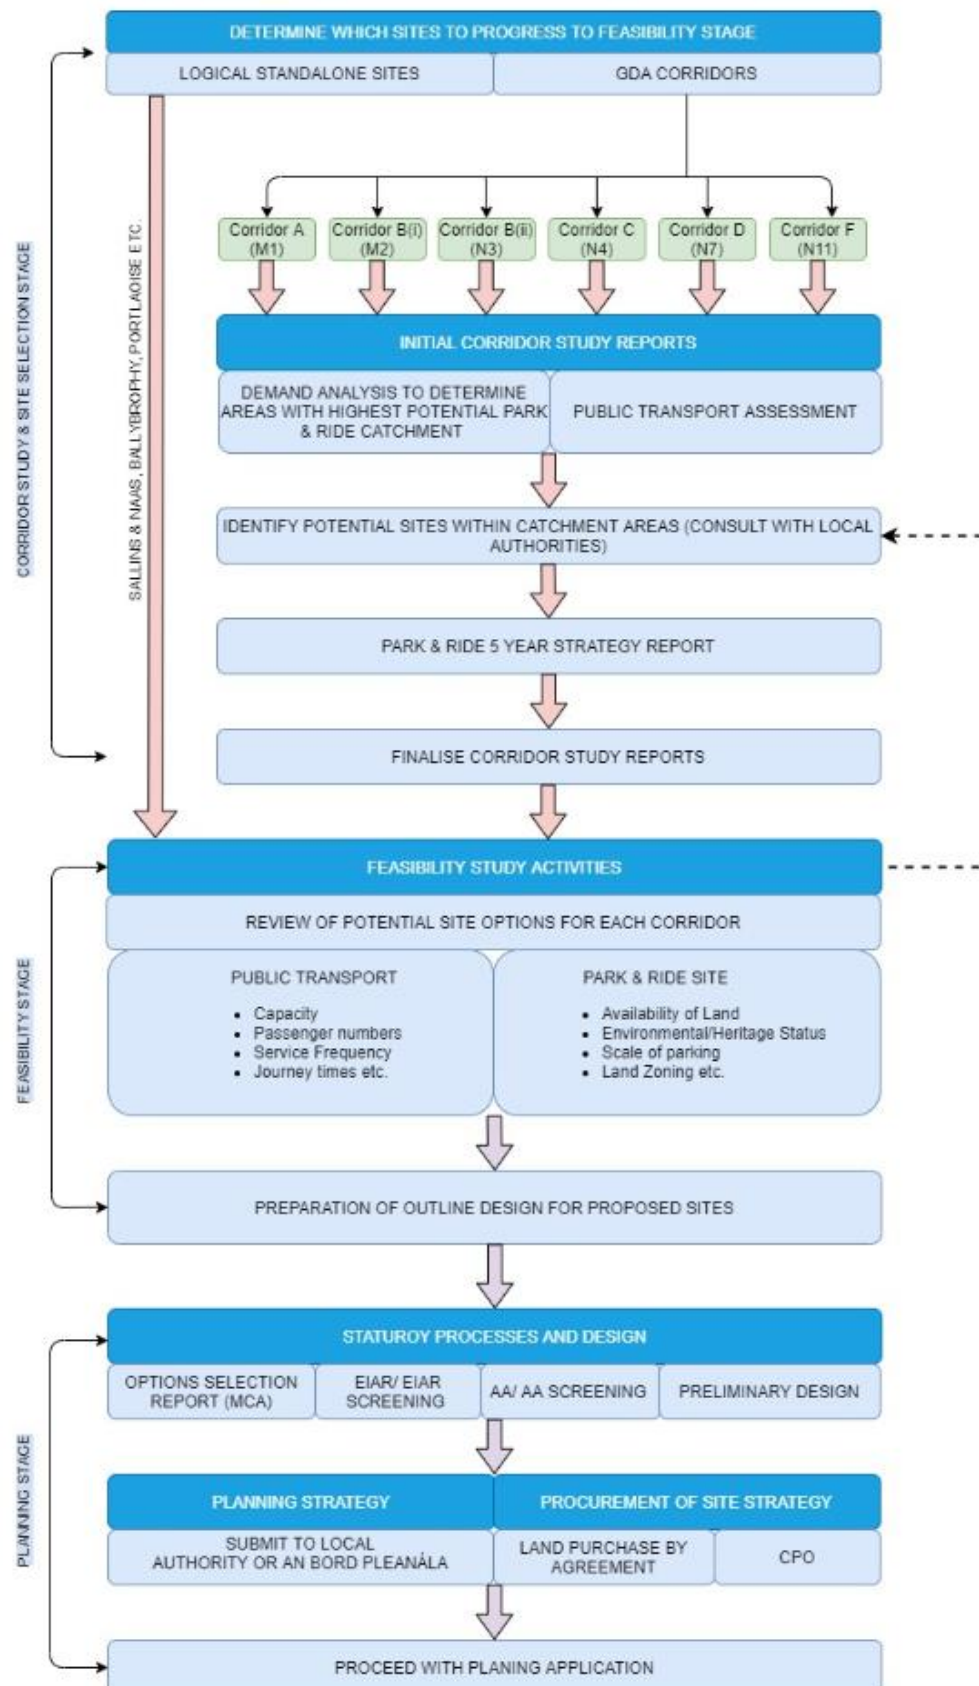 DETERMINE WHICH SITES TO PROGRESS TO FEASIBILITY STAGE
LOGICAL STANDALONE SITES
GDA CORRIDORS
CORRIDOR STUDY & SITE SELECTION STAGE
SALLINS & NAAS, BALLYBROPHY, PORTLAOISE ETC.
Corridor A
(M1)
Corridor B(i)
(M2)
Corridor B(ii)
(N3)
Corridor C
(N4)
Corridor D
(N7)
Corridor F
(N11)
INITIAL CORRIDOR STUDY REPORTS
DEMAND ANALYSIS TO DETERMINE
AREAS WITH HIGHEST POTENTIAL PARK
& RIDE CATCHMENT
PUBLIC TRANSPORT ASSESSMENT
IDENTIFY POTENTIAL SITES WITHIN CATCHMENT AREAS (CONSULT WITH LOCAL
AUTHORITIES)
PARK & RIDE 5 YEAR STRATEGY REPORT
FINALISE CORRIDOR STUDY REPORTS
FEASIBILITY STAGE
FEASIBILITY STUDY ACTIVITIES
REVIEW OF POTENTIAL SITE OPTIONS FOR EACH CORRIDOR
PUBLIC TRANSPORT
• Capacity
• Passenger numbers
• Service Frequency
• Journey times etc.
PARK & RIDE SITE
• Availability of Land
• Environmental/Heritage Status
• Scale of parking
• Land Zoning etc.
PREPARATION OF OUTLINE DESIGN FOR PROPOSED SITES
PLANNING STAGE
STATUROY PROCESSES AND DESIGN
OPTIONS SELECTION
REPORT (MCA)
EIAR/ EIAR
SCREENING
AA/ AA SCREENING
PRELIMINARY DESIGN
PLANNING STRATEGY
PROCUREMENT OF SITE STRATEGY
SUBMIT TO LOCAL
AUTHORITY OR AN BORD PLEANÁLA
LAND PURCHASE BY
AGREEMENT
CPO
PROCEED WITH PLANING APPLICATION